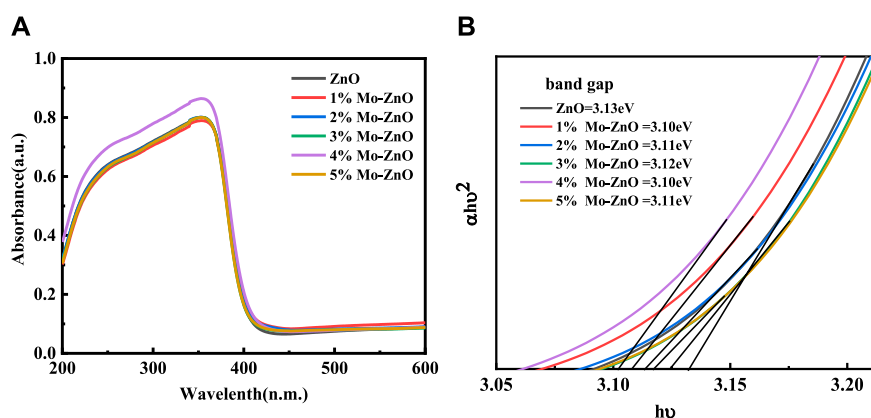 A
Absorbance(a.u.)
1.0
0.8
0.6
0.4
0.2
0.0
ZnO
1% Mo-ZnO
2% Mo-ZnO
3% Mo-ZnO
4% Mo-ZnO
5% Mo-ZnO
200 300 400 500 600
Wavelenth(n.m.)
B
αhυ2
band gap
ZnO=3.13eV
1% Mo-ZnO =3.10eV
2% Mo-ZnO =3.11eV
3% Mo-ZnO =3.12eV
4% Mo-ZnO =3.10eV
5% Mo-ZnO =3.11eV
3.05 3.10 3.15 3.20
hυ